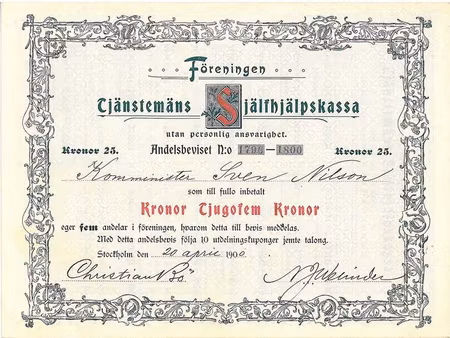 Föreningen
Tjänstemäns Själfhjälpskassa
utan personlig ansvarighet.
Kronor 25. Andelsbeviset N:o 1796—1800 Kronor 25.
Komminister Sven Nilson
som till fullo inbetalt
Kronor Tjugofem Kronor
eger fem andelar i föreningen, hvarom detta till bevis meddelas.
Med detta andelsbevis följa 10 utdelningskuponger jemte talong.
Stockholm den 20 april 1900
Christian